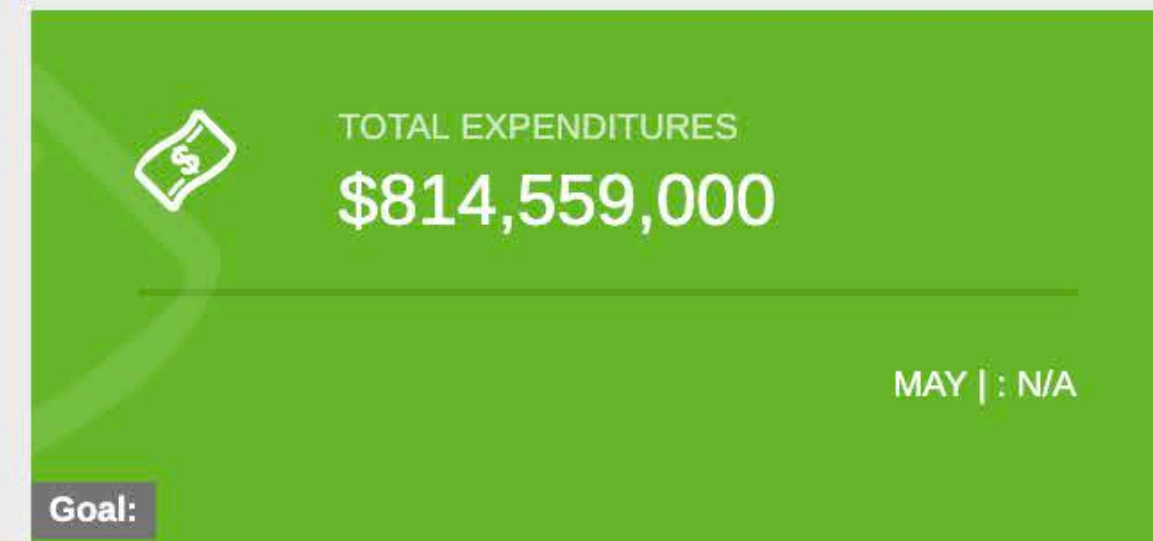 TOTAL EXPENDITURES
$814,559,000
MAY | : N/A
Goal: